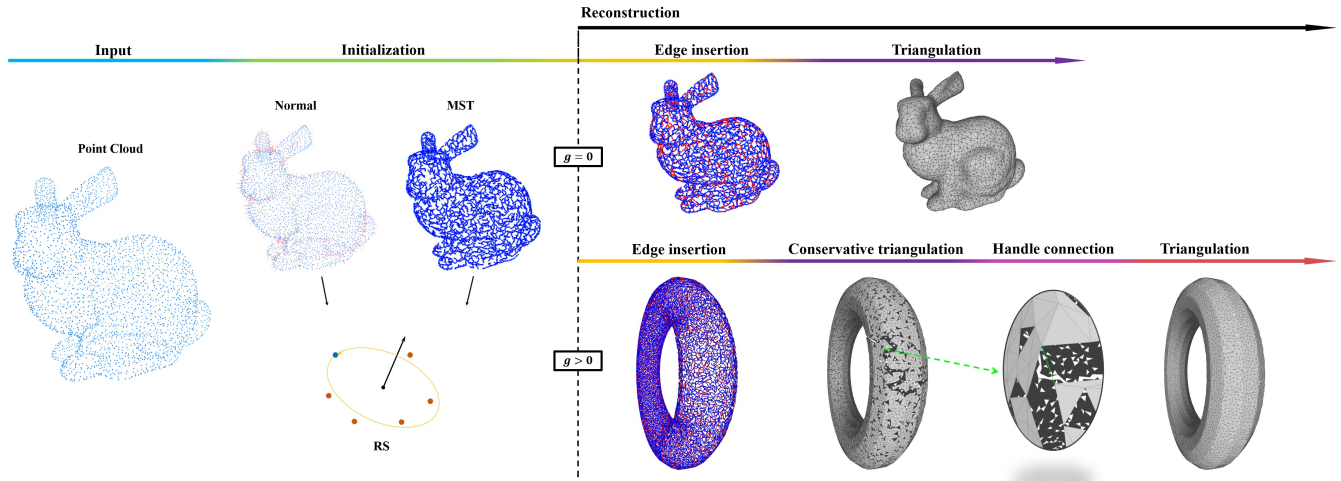 Reconstruction
Input
Initialization
Edge insertion
Triangulation
Normal
MST
Point Cloud
g = 0
Edge insertion
Conservative triangulation
Handle connection
Triangulation
g > 0
RS